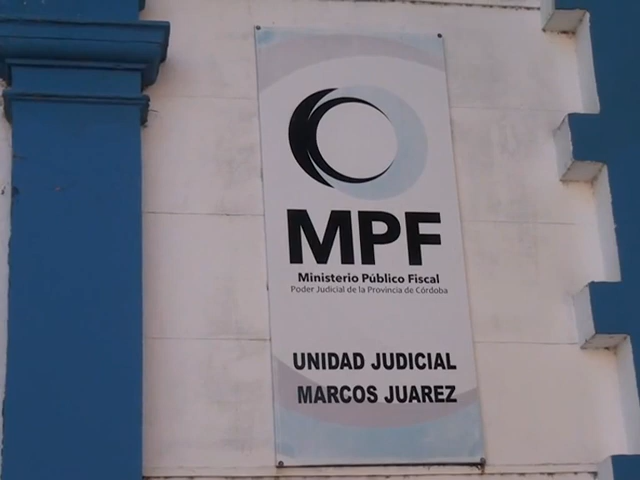 MPF
Ministerio Público Fiscal
Poder Judicial de la Provincia de Córdoba
UNIDAD JUDICIAL
MARCOS JUAREZ